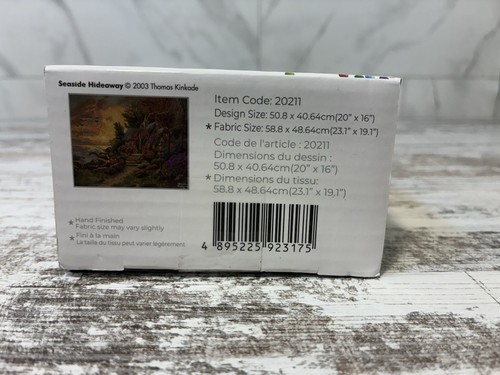 Seaside Hideaway © 2003 Thomas Kinkade
Item Code: 20211
Design Size: 50.8 x 40.64cm(20" x 16")
* Fabric Size: 58.8 x 48.64cm(23.1" x 19.1")
Code de l'article : 20211
Dimensions du dessin :
50.8 x 40.64cm(20" x 16")
* Dimensions du tissu:
58.8 x 48.64cm(23.1" x 19,1")
* Hand Finished
Fabric size may vary slightly
* Fini à la main
La taille du tissu peut varier légèrement
4 895225 923175